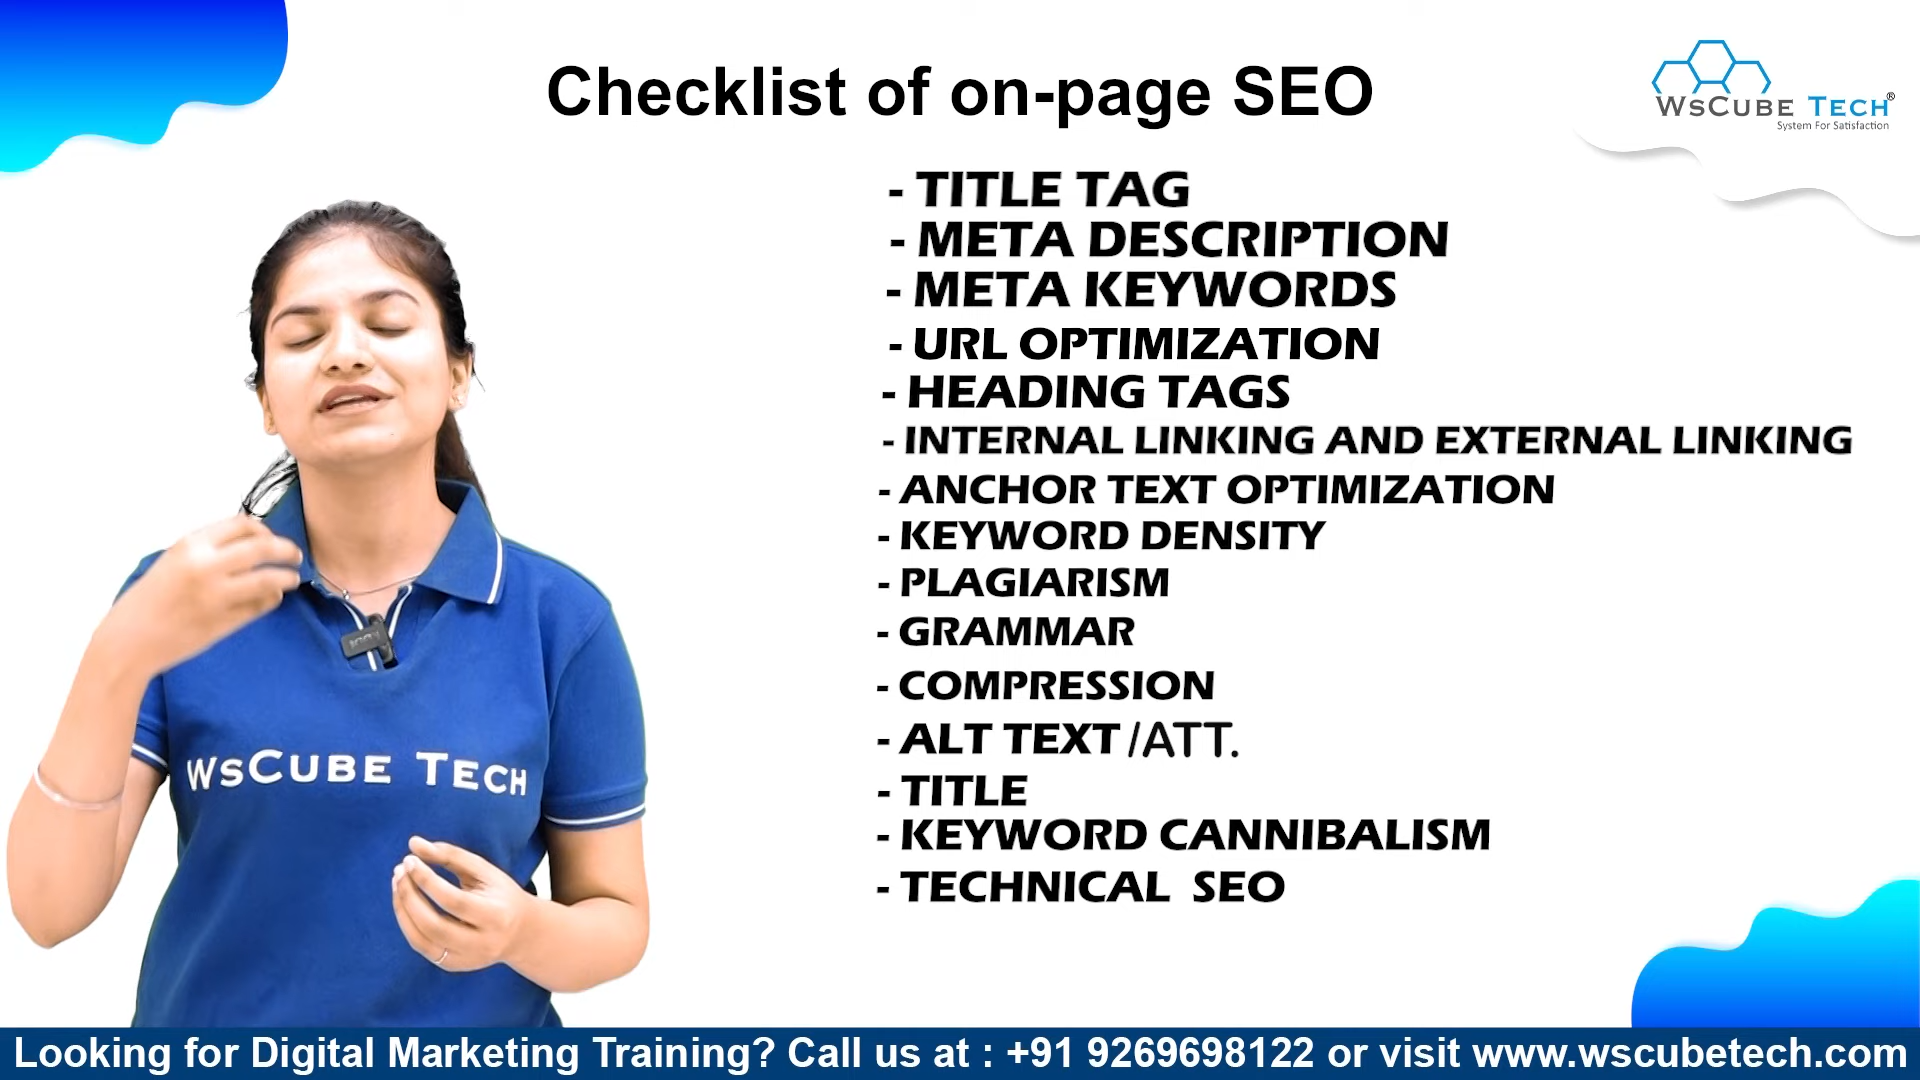 Checklist of on-page SEO
WSCUBE TECH®
System For Satisfaction
- TITLE TAG
- META DESCRIPTION
- META KEYWORDS
- URL OPTIMIZATION
- HEADING TAGS
- INTERNAL LINKING AND EXTERNAL LINKING
- ANCHOR TEXT OPTIMIZATION
- KEYWORD DENSITY
- PLAGIARISM
- GRAMMAR
- COMPRESSION
- ALT TEXT /ATT.
- TITLE
- KEYWORD CANNIBALISM
- TECHNICAL SEO
WSCUBE TECH
Looking for Digital Marketing Training? Call us at : +91 9269698122 or visit www.wscubetech.com